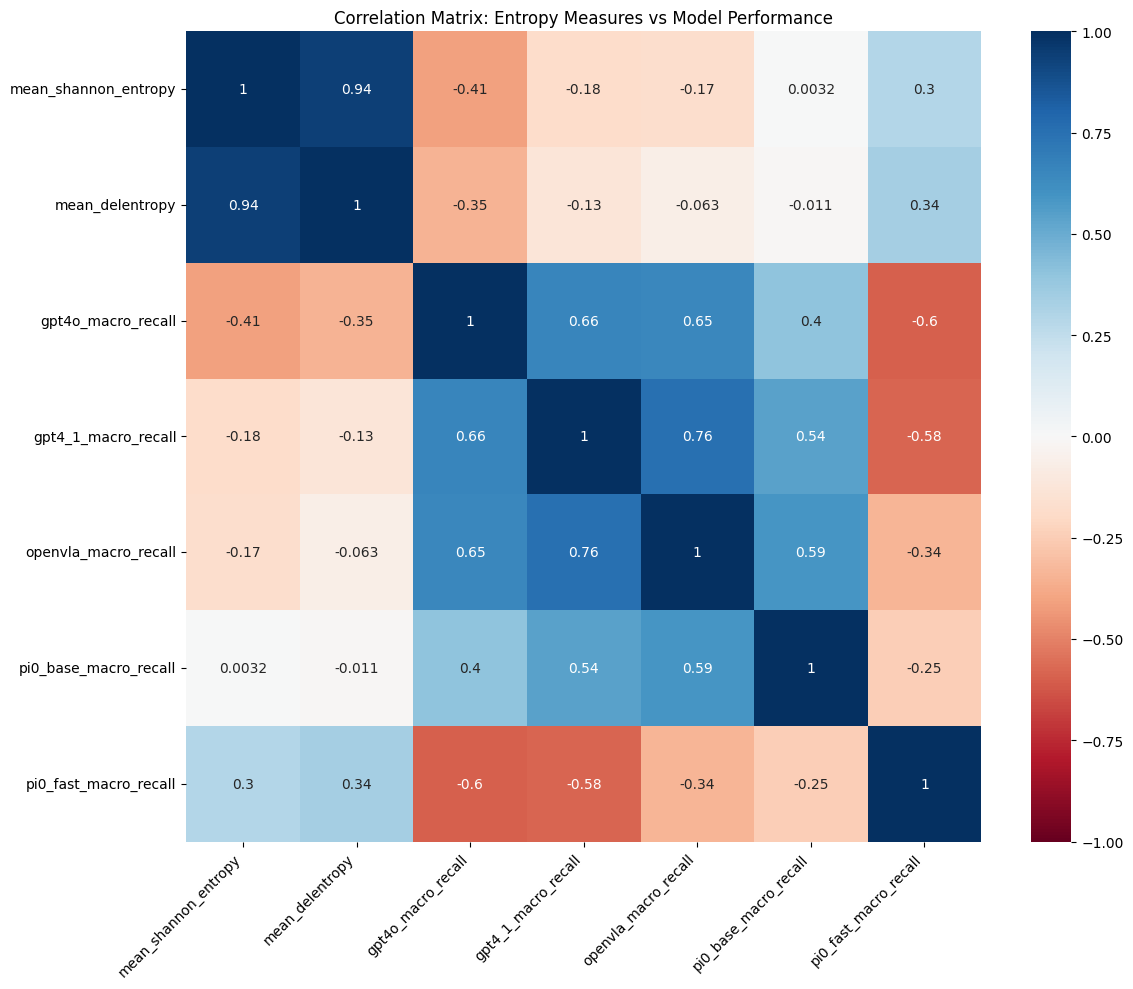 Correlation Matrix: Entropy Measures vs Model Performance
mean_shannon_entropy 1 0.94 -0.41 -0.18 -0.17 0.0032 0.3
mean_delentropy 0.94 1 -0.35 -0.13 -0.063 -0.011 0.34
gpt4o_macro_recall -0.41 -0.35 1 0.66 0.65 0.4 -0.6
gpt4_1_macro_recall -0.18 -0.13 0.66 1 0.76 0.54 -0.58
openvla_macro_recall -0.17 -0.063 0.65 0.76 1 0.59 -0.34
pi0_base_macro_recall 0.0032 -0.011 0.4 0.54 0.59 1 -0.25
pi0_fast_macro_recall 0.3 0.34 -0.6 -0.58 -0.34 -0.25 1
mean_shannon_entropy
mean_delentropy
gpt4o_macro_recall
gpt4_1_macro_recall
openvla_macro_recall
pi0_base_macro_recall
pi0_fast_macro_recall
1.00
0.75
0.50
0.25
0.00
−0.25
−0.50
−0.75
−1.00